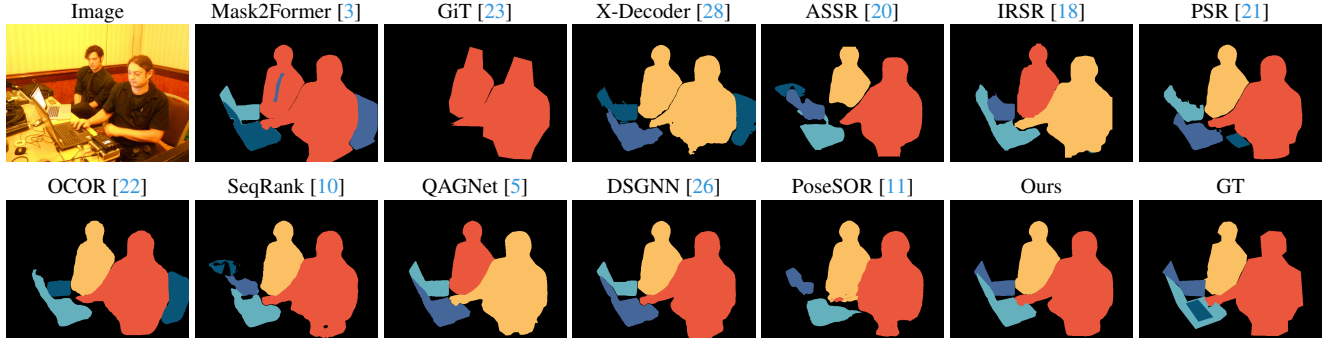 Image Mask2Former [3] GiT [23] X-Decoder [28] ASSR [20] IRSR [18] PSR [21]
OCOR [22] SeqRank [10] QAGNet [5] DSGNN [26] PoseSOR [11] Ours GT